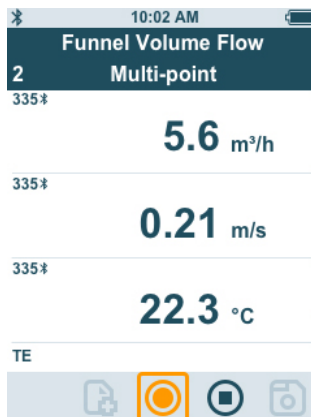 10:02 AM
Funnel Volume Flow
2 Multi-point
335
5.6 m³/h
335
0.21 m/s
335
22.3 °C
TE